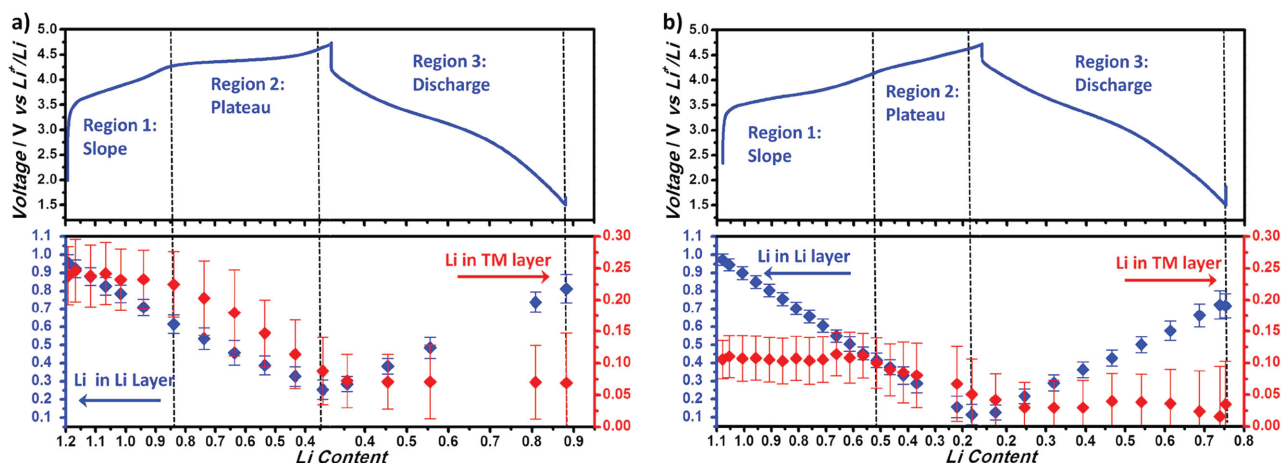 a)
Voltage / V vs Li⁺/Li
5.0
4.5
4.0
3.5
3.0
2.5
2.0
1.5
Region 1:
Slope
Region 2:
Plateau
Region 3:
Discharge
1.1
1.0
0.9
0.8
0.7
0.6
0.5
0.4
0.3
0.2
0.1
Li in Li Layer
Li in TM layer
0.30
0.25
0.20
0.15
0.10
0.05
0.00
1.2 1.1 1.0 0.9 0.8 0.7 0.6 0.5 0.4 0.4 0.5 0.6 0.7 0.8 0.9
Li Content
b)
Voltage / V vs Li⁺/Li
5.0
4.5
4.0
3.5
3.0
2.5
2.0
1.5
Region 1:
Slope
Region 2:
Plateau
Region 3:
Discharge
1.1
1.0
0.9
0.8
0.7
0.6
0.5
0.4
0.3
0.2
0.1
Li in Li layer
Li in TM layer
0.30
0.25
0.20
0.15
0.10
0.05
0.00
1.1 1.0 0.9 0.8 0.7 0.6 0.5 0.4 0.3 0.2 0.2 0.3 0.4 0.5 0.6 0.7 0.8
Li Content